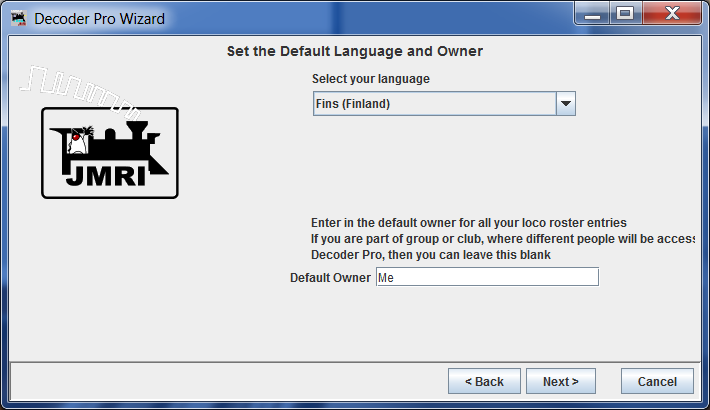 Decoder Pro Wizard
Set the Default Language and Owner
Select your language
Fins (Finland)
JMRI
Enter in the default owner for all your loco roster entries
If you are part of group or club, where different people will be access
Decoder Pro, then you can leave this blank
Default Owner Me
< Back Next > Cancel